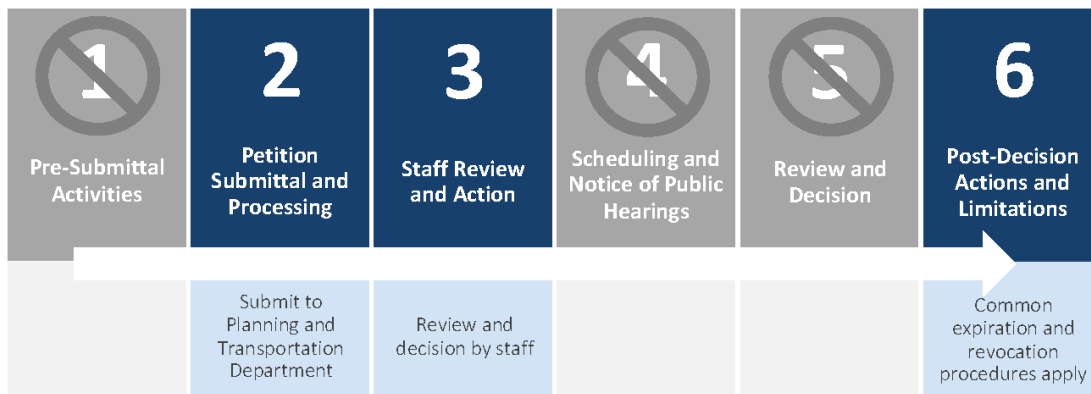 1
Pre-Submittal
Activities
2
Petition
Submittal and
Processing
Submit to
Planning and
Transportation
Department
3
Staff Review
and Action
Review and
decision by staff
4
Scheduling and
Notice of Public
Hearings
5
Review and
Decision
6
Post-Decision
Actions and
Limitations
Common
expiration and
revocation
procedures apply